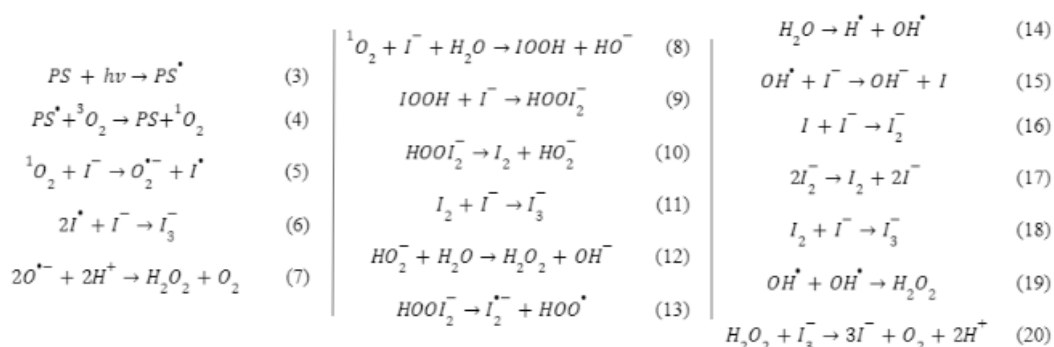 PS + hν → PS• (3)
PS• + ³O₂ → PS + ¹O₂ (4)
¹O₂ + I⁻ → O₂•⁻ + I• (5)
2I• + I⁻ → I₃⁻ (6)
2O•⁻ + 2H⁺ → H₂O₂ + O₂ (7)
¹O₂ + I⁻ + H₂O → IOOH + HO⁻ (8)
IOOH + I⁻ → HOOI₂⁻ (9)
HOOI₂⁻ → I₂ + HO₂⁻ (10)
I₂ + I⁻ → I₃⁻ (11)
HO₂⁻ + H₂O → H₂O₂ + OH⁻ (12)
HOOI₂⁻ → I₂•⁻ + HOO• (13)
H₂O → H• + OH• (14)
OH• + I⁻ → OH⁻ + I (15)
I + I⁻ → I₂⁻ (16)
2I₂⁻ → I₂ + 2I⁻ (17)
I₂ + I⁻ → I₃⁻ (18)
OH• + OH• → H₂O₂ (19)
H₂O₂ + I₃⁻ → 3I⁻ + O₂ + 2H⁺ (20)